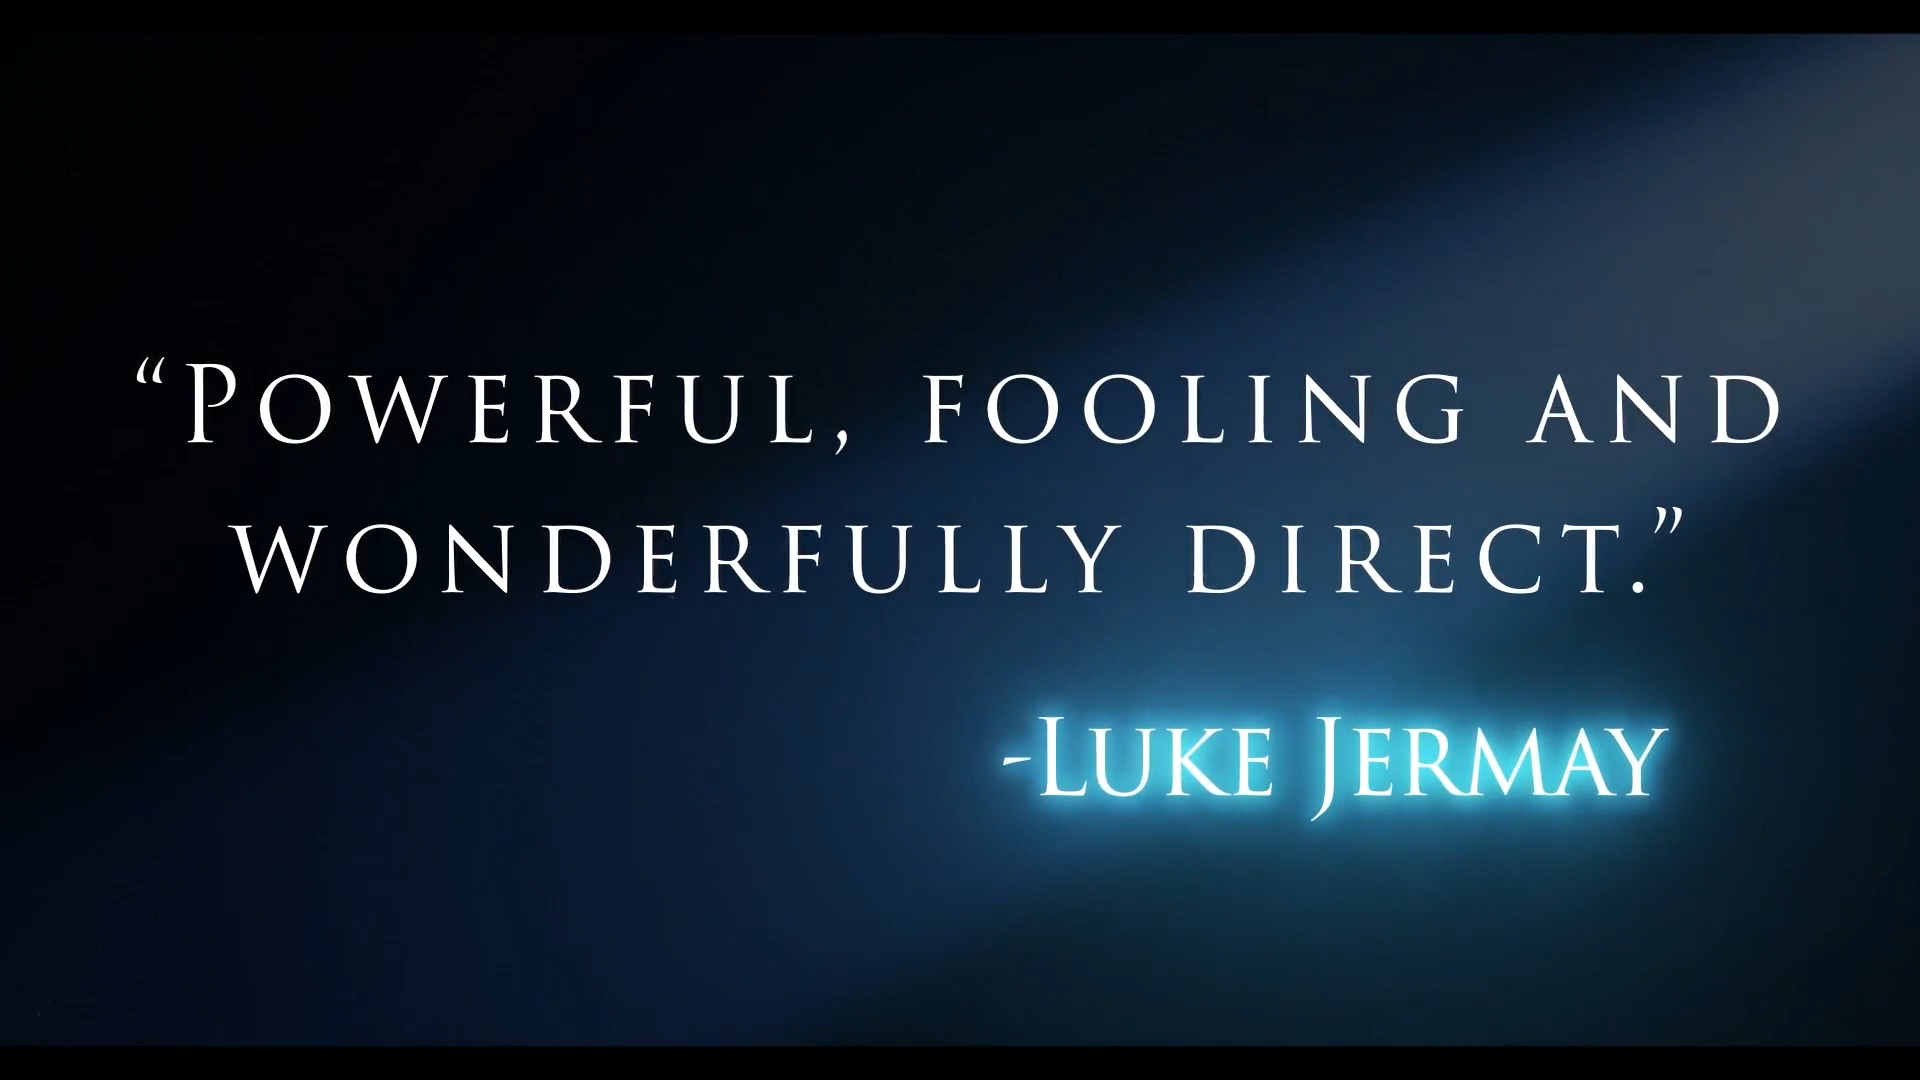 “Powerful, fooling and
wonderfully direct.”
-Luke Jermay